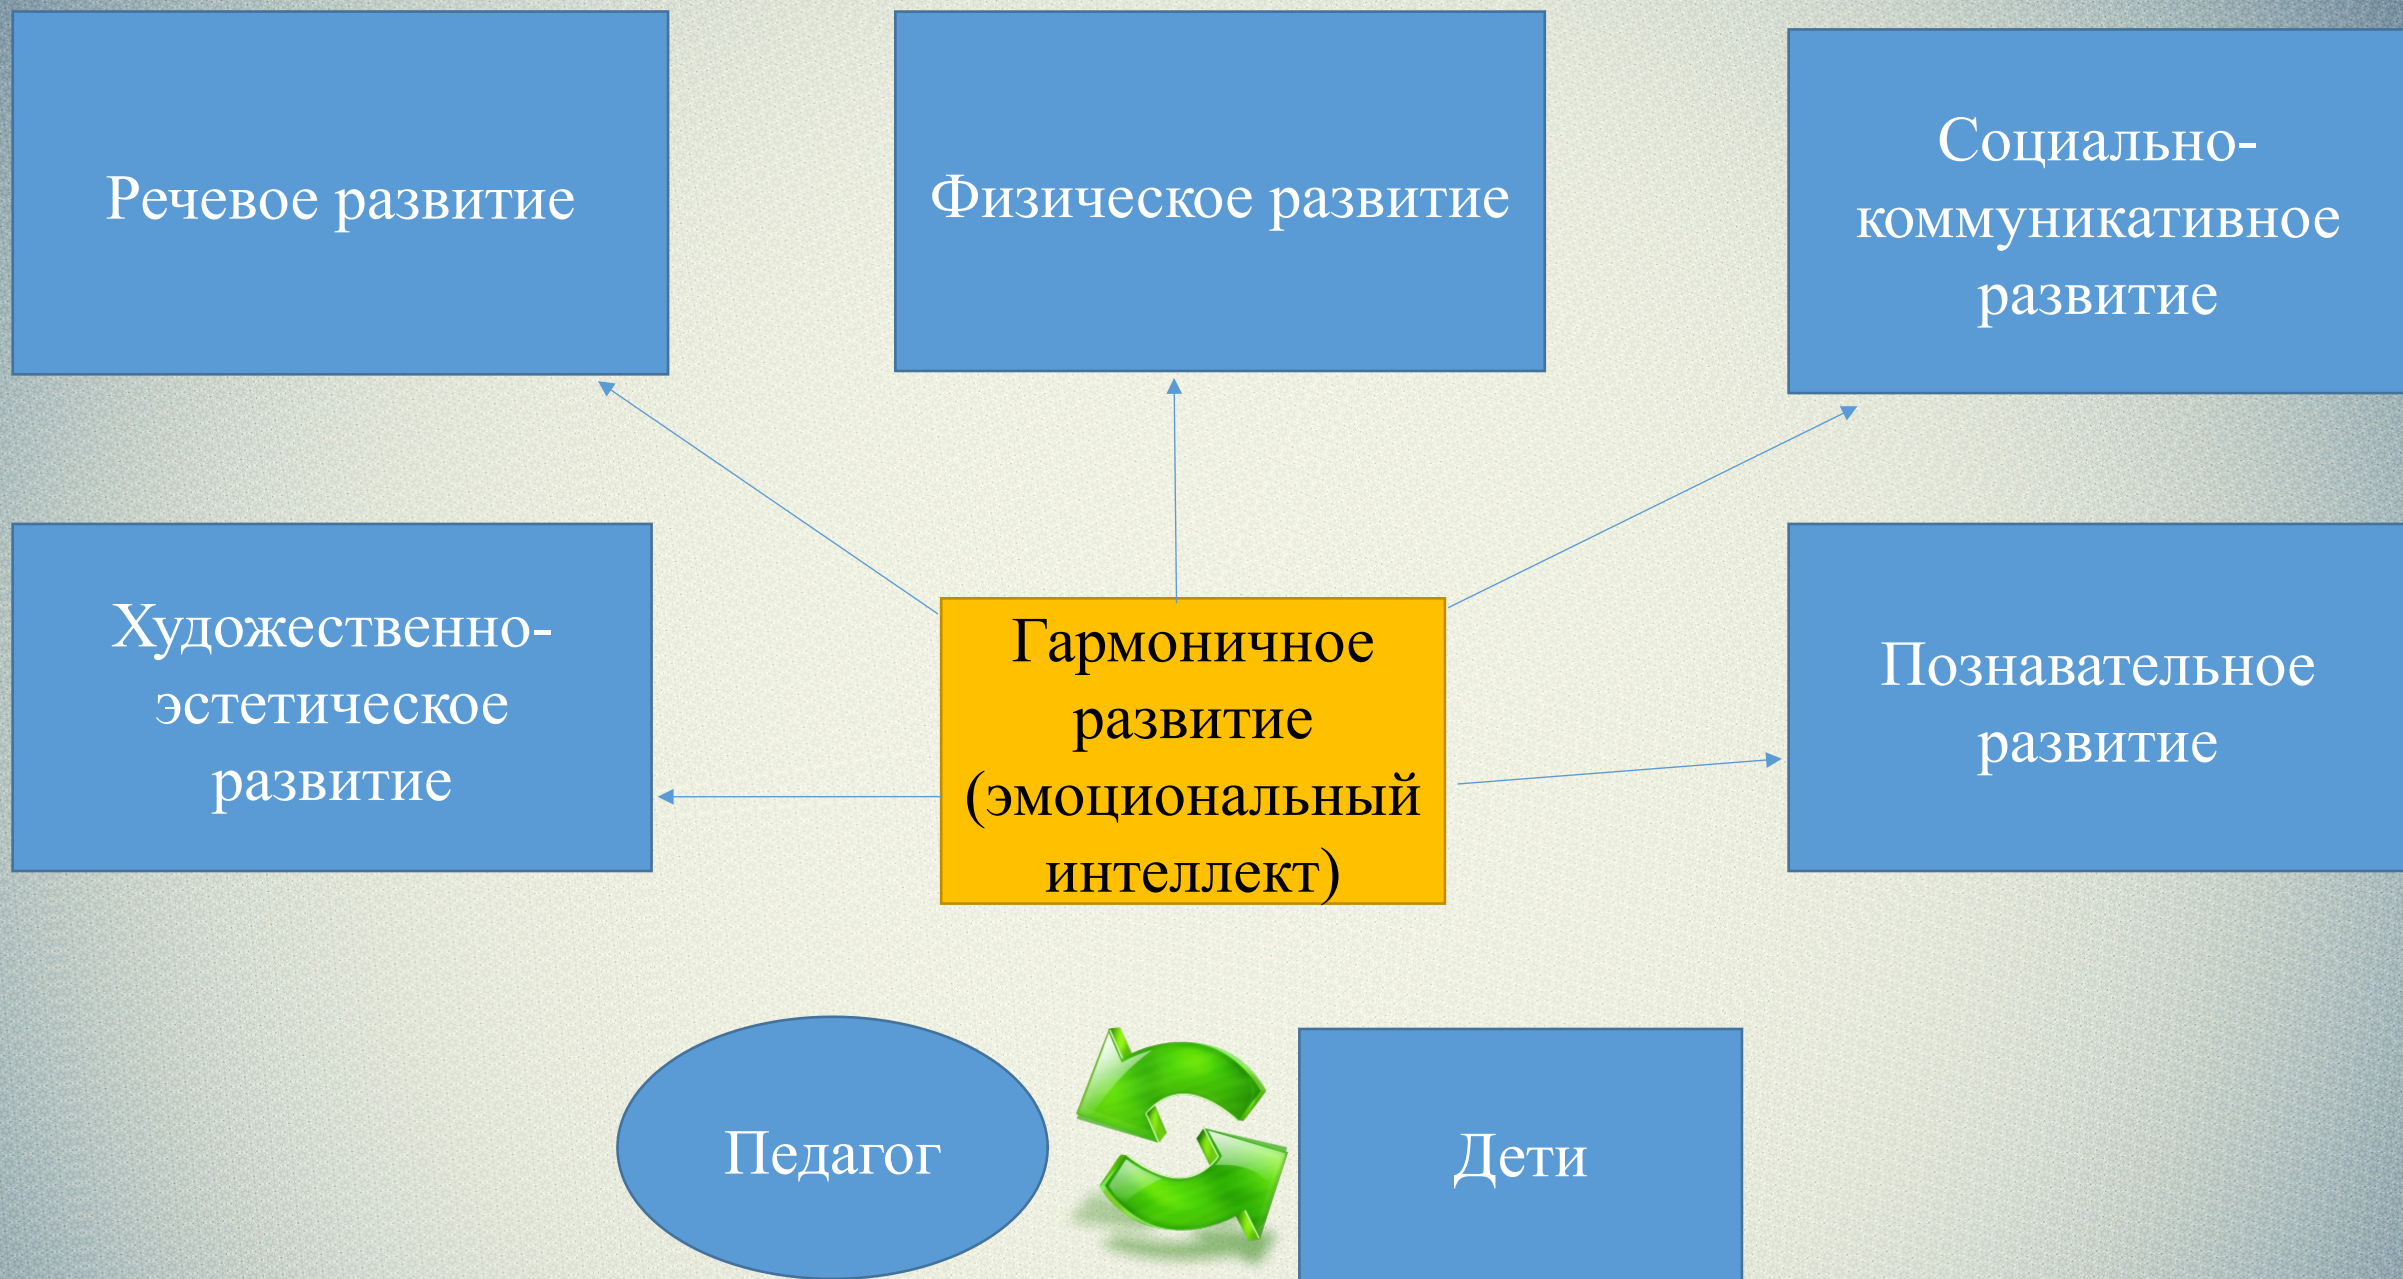 Речевое развитие
Физическое развитие
Социально-
коммуникативное
развитие
Художественно-
эстетическое
развитие
Гармоничное
развитие
(эмоциональный
интеллект)
Познавательное
развитие
Педагог
Дети